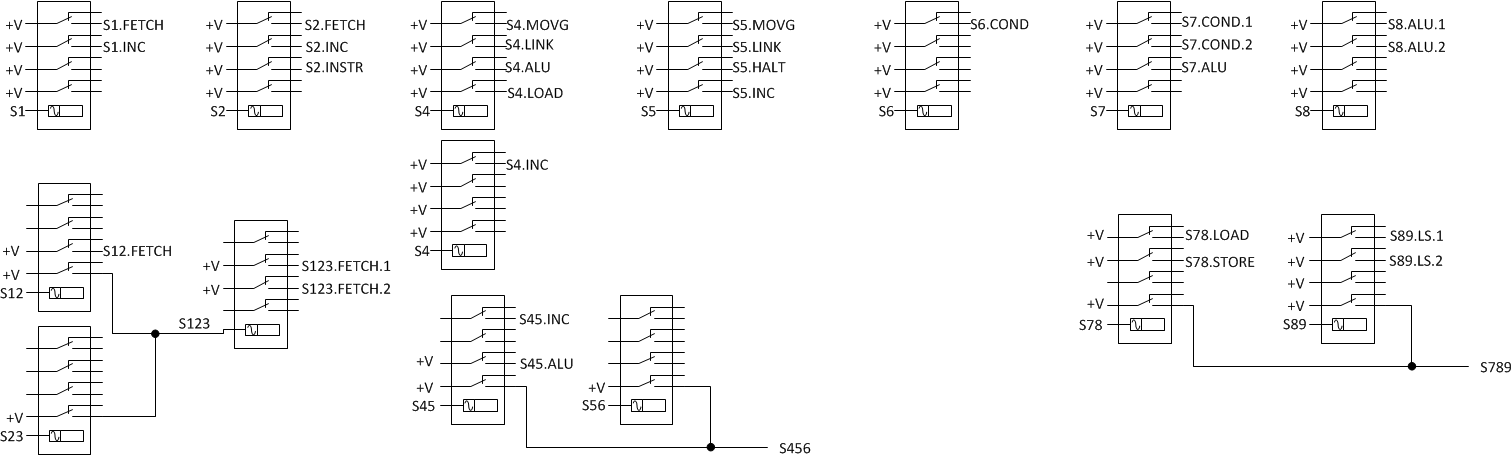 +V S1.FETCH
+V S1.INC
+V
+V
S1
+V S2.FETCH
+V S2.INC
+V S2.INSTR
+V
S2
+V S4.MOVG
+V S4.LINK
+V S4.ALU
+V S4.LOAD
S4
+V S5.MOVG
+V S5.LINK
+V S5.HALT
+V S5.INC
S5
+V S6.COND
+V
+V
+V
S6
+V S7.COND.1
+V S7.COND.2
+V S7.ALU
+V
S7
+V S8.ALU.1
+V S8.ALU.2
+V
+V
S8
+V S4.INC
+V
+V
+V
S4
+V S12.FETCH
+V
S12
+V
S23
S123
+V S123.FETCH.1
+V S123.FETCH.2
S45.INC
+V S45.ALU
+V
S45
+V
S56
S456
+V S78.LOAD
+V S78.STORE
+V
S78
+V S89.LS.1
+V S89.LS.2
+V
+V
S89
S789